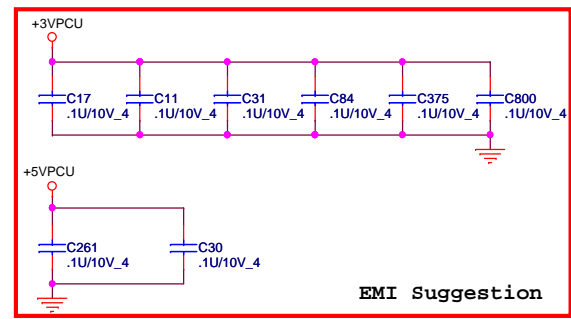 +3VPCU
C17 C11 C31 C84 C375 C800
.1U/10V_4 .1U/10V_4 .1U/10V_4 .1U/10V_4 .1U/10V_4 .1U/10V_4
+5VPCU
C261 C30
.1U/10V_4 .1U/10V_4
EMI Suggestion